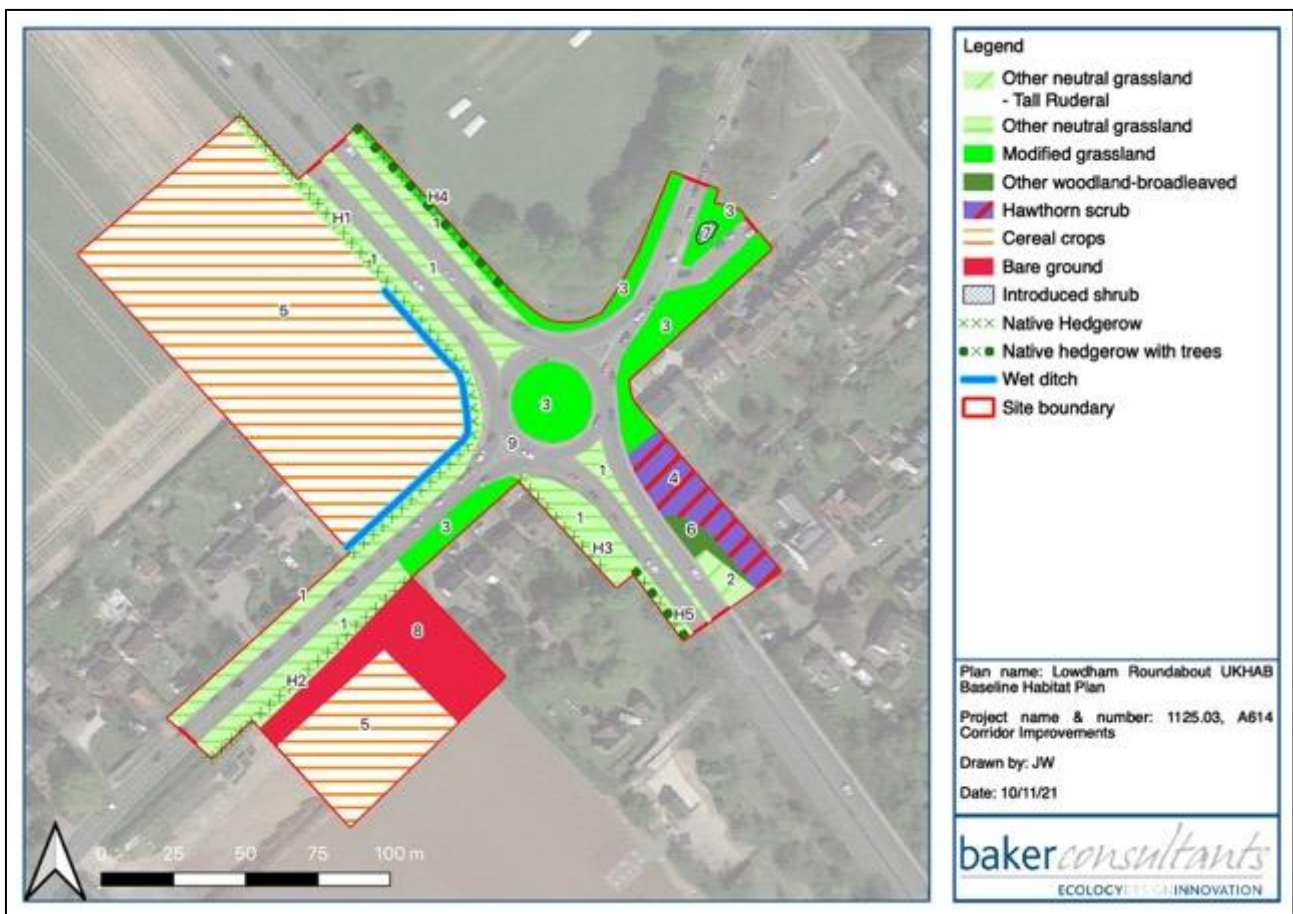 Legend
Other neutral grassland
- Tall Ruderal
Other neutral grassland
Modified grassland
Other woodland-broadleaved
Hawthorn scrub
Cereal crops
Bare ground
Introduced shrub
Native Hedgerow
Native hedgerow with trees
Wet ditch
Site boundary
Plan name: Lowdham Roundabout UKHAB
Baseline Habitat Plan
Project name & number: 1125.03, A614
Corridor Improvements
Drawn by: JW
Date: 10/11/21
baker consultants
ECOLOGYDESIGNINNOVATION
H4
1
H1
1
1
3
7
3
3
5
3
9
1
4
6
2
1
H3
H5
3
1
1
H2
8
5
0 25 50 75 100 m